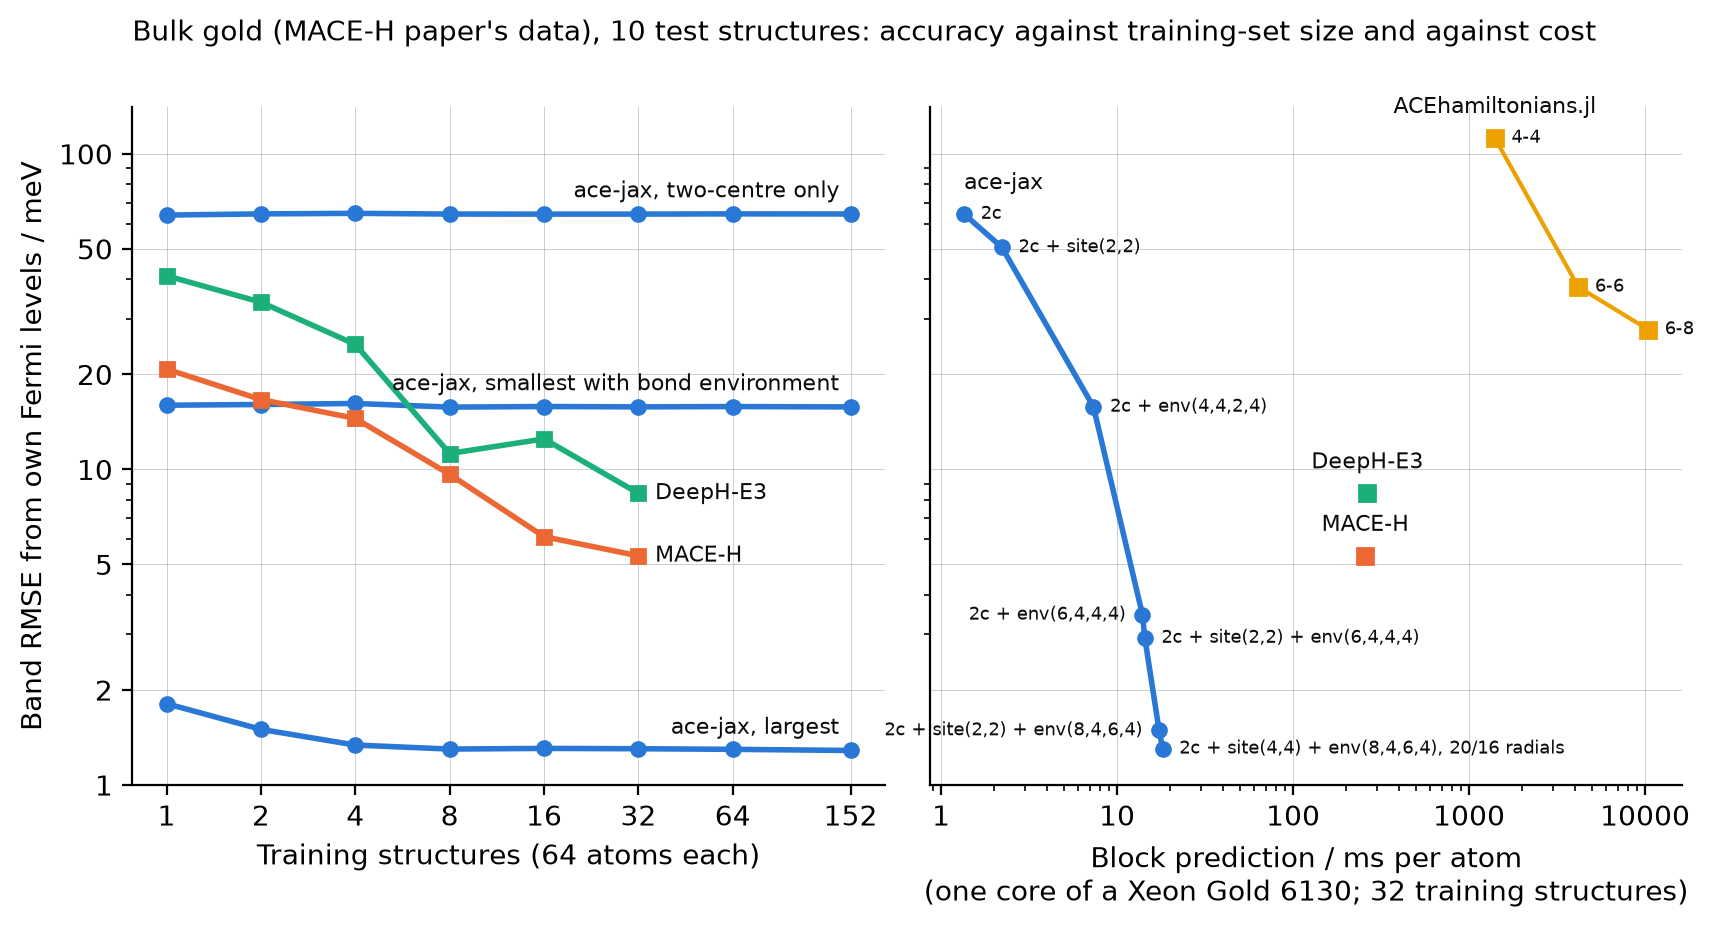 Bulk gold (MACE-H paper's data), 10 test structures: accuracy against training-set size and against cost
Band RMSE from own Fermi levels / meV
100
50
20
10
5
2
1
ace-jax, two-centre only
ace-jax, smallest with bond environment
DeepH-E3
MACE-H
ace-jax, largest
1
2
4
8
16
32
64
152
Training structures (64 atoms each)
ACEhamiltonians.jl
4-4
6-6
6-8
ace-jax
2c
2c + site(2,2)
2c + env(4,4,2,4)
DeepH-E3
MACE-H
2c + env(6,4,4,4)
2c + site(2,2) + env(6,4,4,4)
2c + site(2,2) + env(8,4,6,4)
2c + site(4,4) + env(8,4,6,4), 20/16 radials
1
10
100
1000
10000
Block prediction / ms per atom
(one core of a Xeon Gold 6130; 32 training structures)